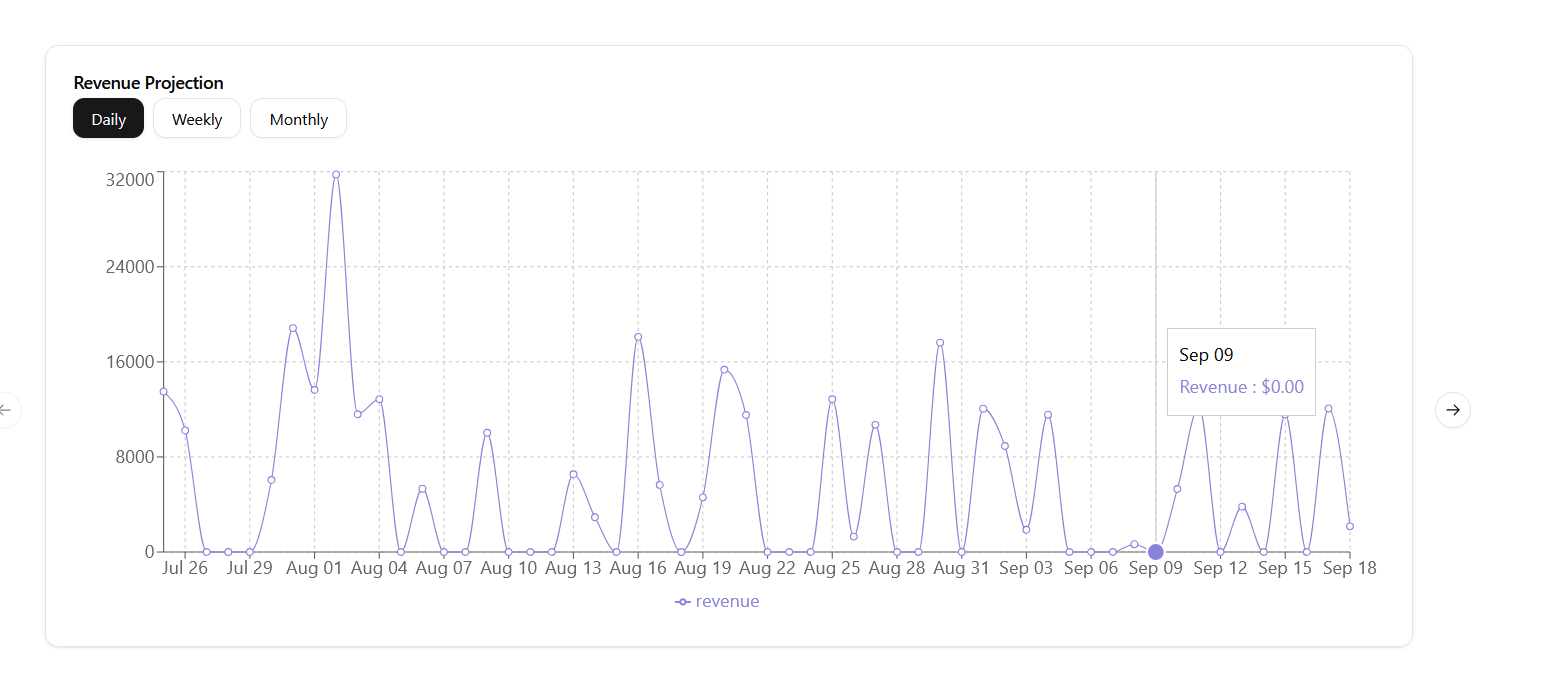 Revenue Projection
Daily Weekly Monthly
32000
24000
16000
8000
0
Sep 09
Revenue : $0.00
Jul 26 Jul 29 Aug 01 Aug 04 Aug 07 Aug 10 Aug 13 Aug 16 Aug 19 Aug 22 Aug 25 Aug 28 Aug 31 Sep 03 Sep 06 Sep 09 Sep 12 Sep 15 Sep 18
revenue